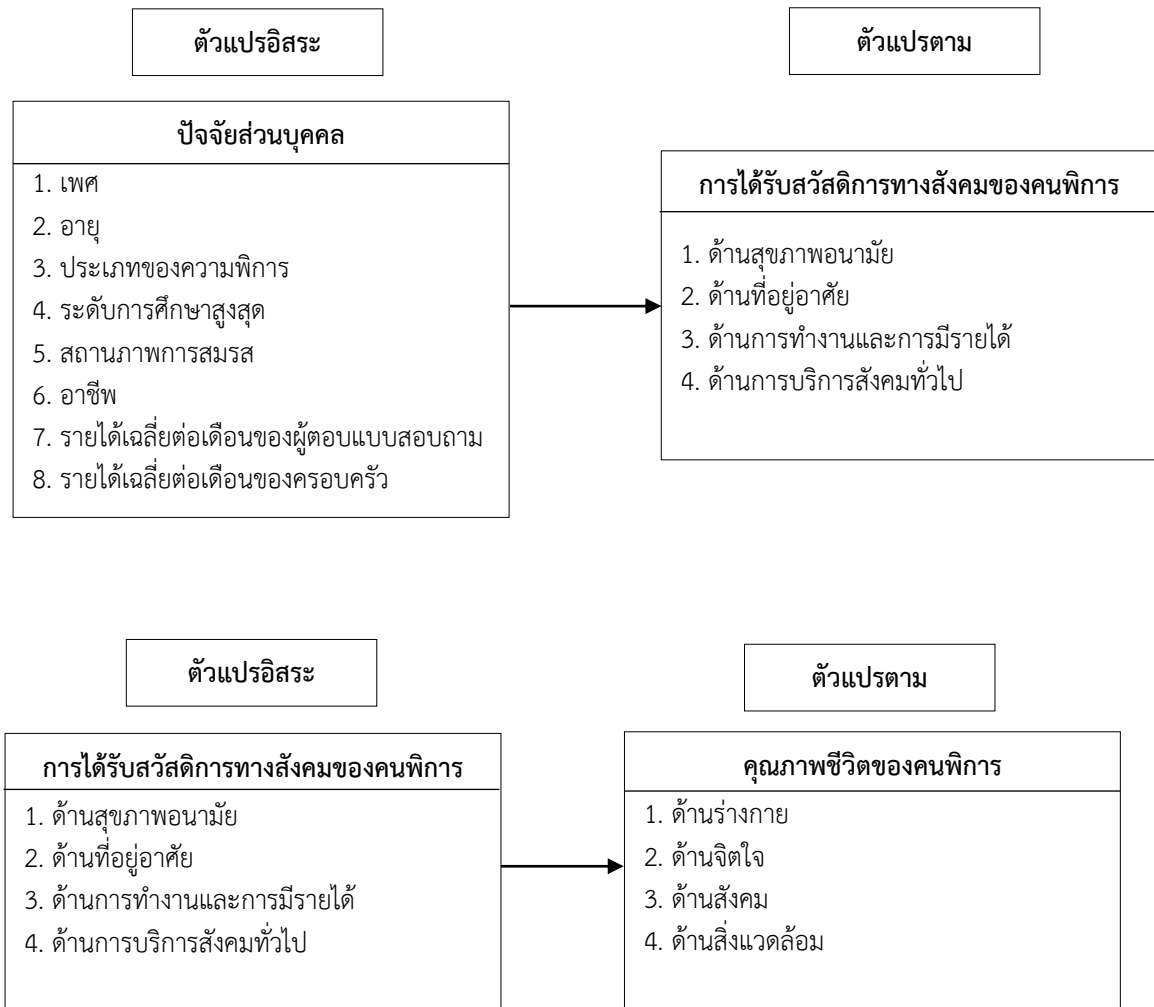 ตัวแปรอิสระ
ตัวแปรตาม
ปัจจัยส่วนบุคคล
1. เพศ
2. อายุ
3. ประเภทของความพิการ
4. ระดับการศึกษาสูงสุด
5. สถานภาพการสมรส
6. อาชีพ
7. รายได้เฉลี่ยต่อเดือนของผู้ตอบแบบสอบถาม
8. รายได้เฉลี่ยต่อเดือนของครอบครัว
การได้รับสวัสดิการทางสังคมของคนพิการ
1. ด้านสุขภาพอนามัย
2. ด้านที่อยู่อาศัย
3. ด้านการทำงานและการมีรายได้
4. ด้านการบริการสังคมทั่วไป
ตัวแปรอิสระ
ตัวแปรตาม
การได้รับสวัสดิการทางสังคมของคนพิการ
1. ด้านสุขภาพอนามัย
2. ด้านที่อยู่อาศัย
3. ด้านการทำงานและการมีรายได้
4. ด้านการบริการสังคมทั่วไป
คุณภาพชีวิตของคนพิการ
1. ด้านร่างกาย
2. ด้านจิตใจ
3. ด้านสังคม
4. ด้านสิ่งแวดล้อม